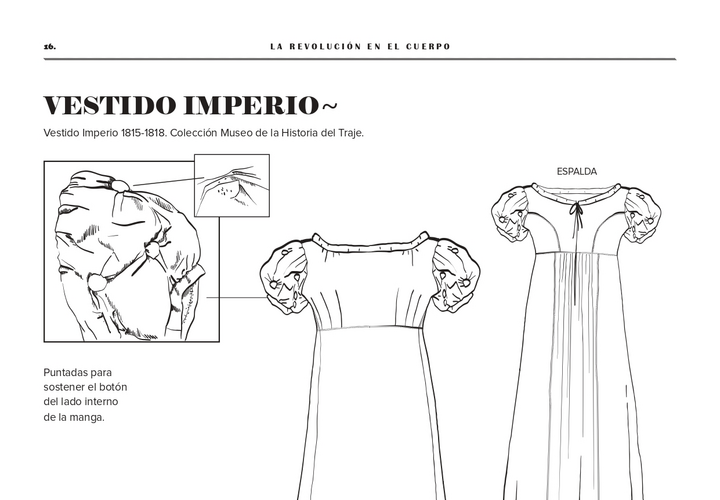 16.
LA REVOLUCIÓN EN EL CUERPO
VESTIDO IMPERIO~
Vestido Imperio 1815-1818. Colección Museo de la Historia del Traje.
ESPALDA
Puntadas para
sostener el botón
del lado interno
de la manga.